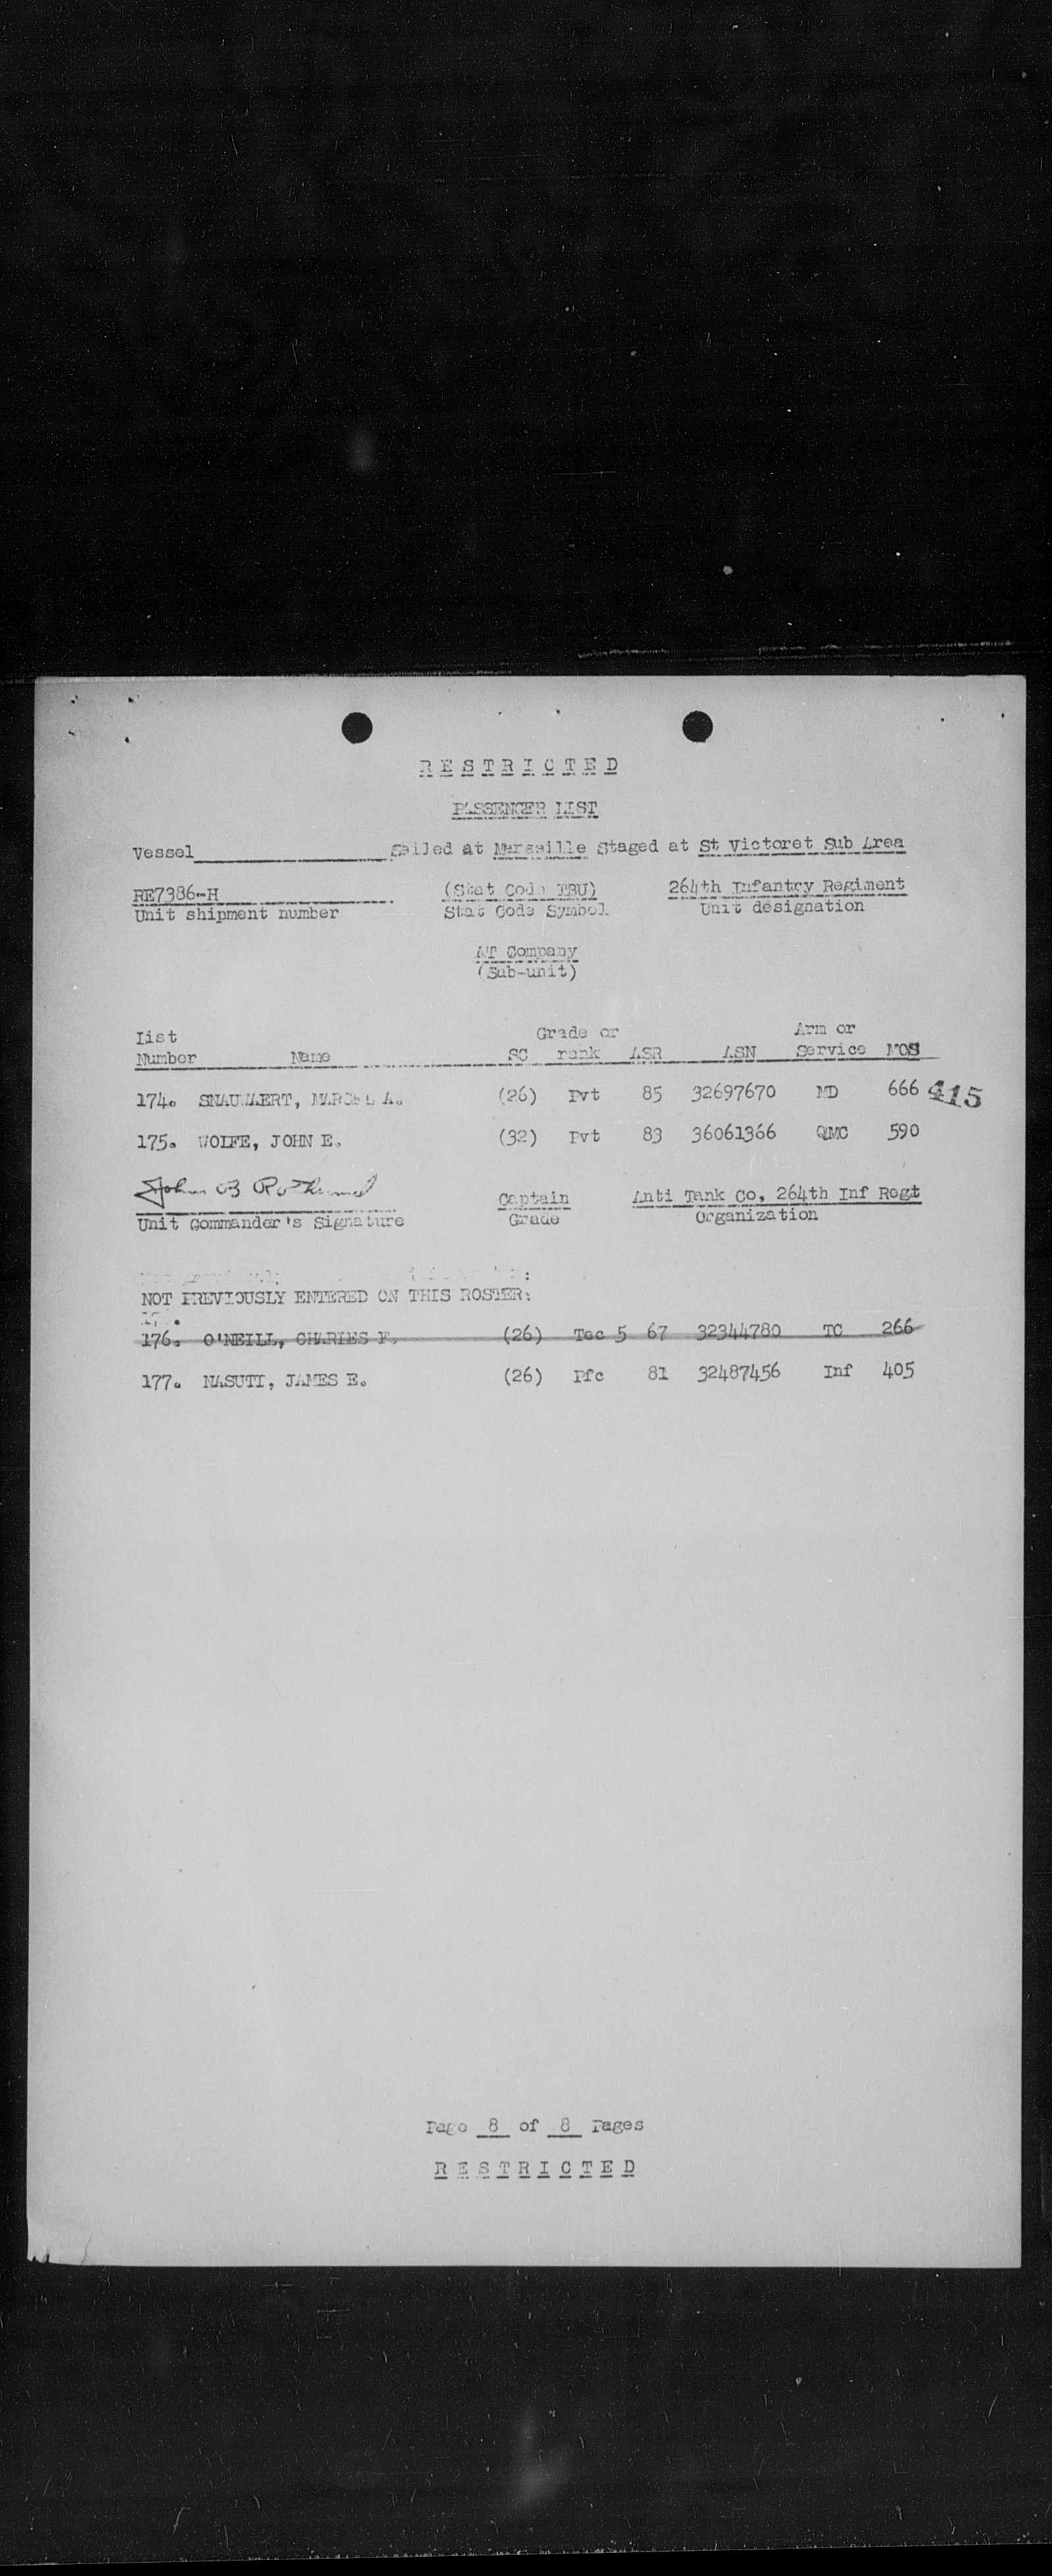 R E S T R I C T E D
PASSENGER LIST
Vessel Sailed at Marseille Staged at St Victoret Sub Area
RE7386-H (Stat Code TBU) 264th Infantry Regiment
Unit shipment number Stat Code Symbol Unit designation
AT Company
(Sub-unit)
List Grade or Arm or
Number Name SC rank ASR ASN Service MOS
174. SNAUWAERT, MARCEL A. (26) Pvt 85 32697670 MD 666 415
175. WOLFE, JOHN E. (32) Pvt 83 36061366 QMC 590
John B Captain Anti Tank Co, 264th Inf Regt
Unit Commander's Signature Grade Organization
NOT PREVIOUSLY ENTERED ON THIS ROSTER:
176. O'NEILL, CHARLES F. (26) Tec 5 67 32344780 TC 266
177. NASUTI, JAMES E. (26) Pfc 81 32487456 Inf 405
Page 8 of 8 Pages
R E S T R I C T E D